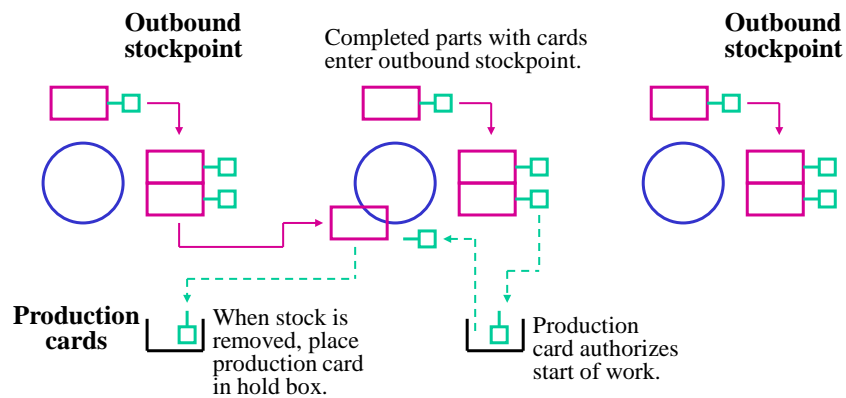 Outbound
stockpoint
Completed parts with cards
enter outbound stockpoint.
Outbound
stockpoint
Production
cards
When stock is
removed, place
production card
in hold box.
Production
card authorizes
start of work.